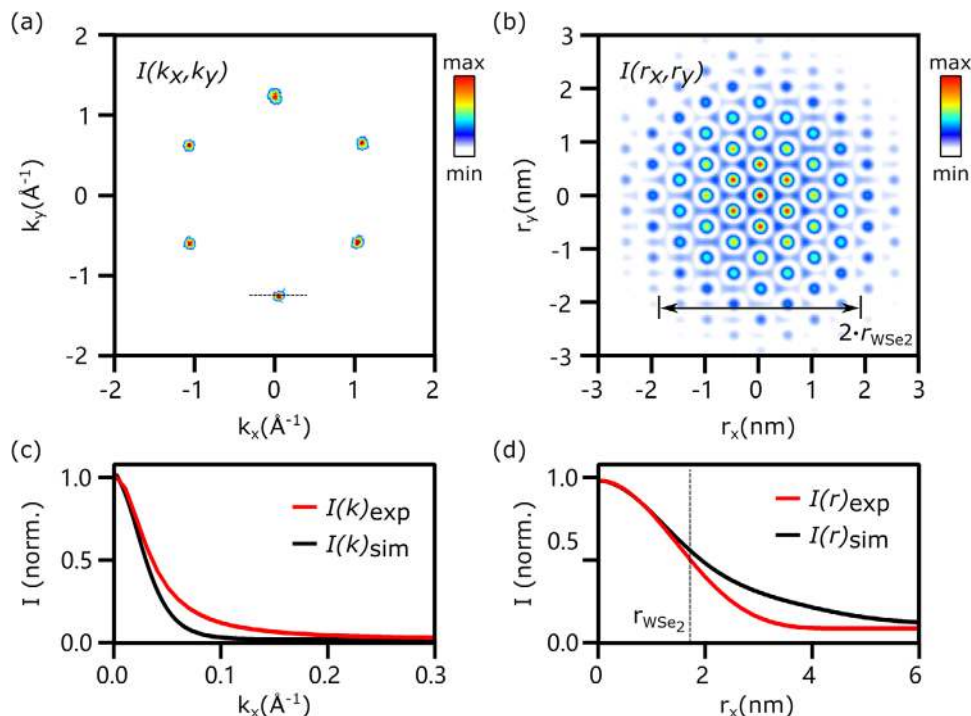 (a)
I(kx,ky)
max
min
2
1
0
-1
-2
ky(Å-1)
-2 -1 0 1 2
kx(Å-1)
(b)
I(rx,ry)
max
min
3
2
1
0
-1
-2
-3
ry(nm)
2·rWSe2
-3 -2 -1 0 1 2 3
rx(nm)
(c)
1.0
0.5
0.0
I (norm.)
I(k)exp
I(k)sim
0.0 0.1 0.2 0.3
kx(Å-1)
(d)
1.0
0.5
0.0
I (norm.)
I(r)exp
I(r)sim
rWSe2
0 2 4 6
rx(nm)